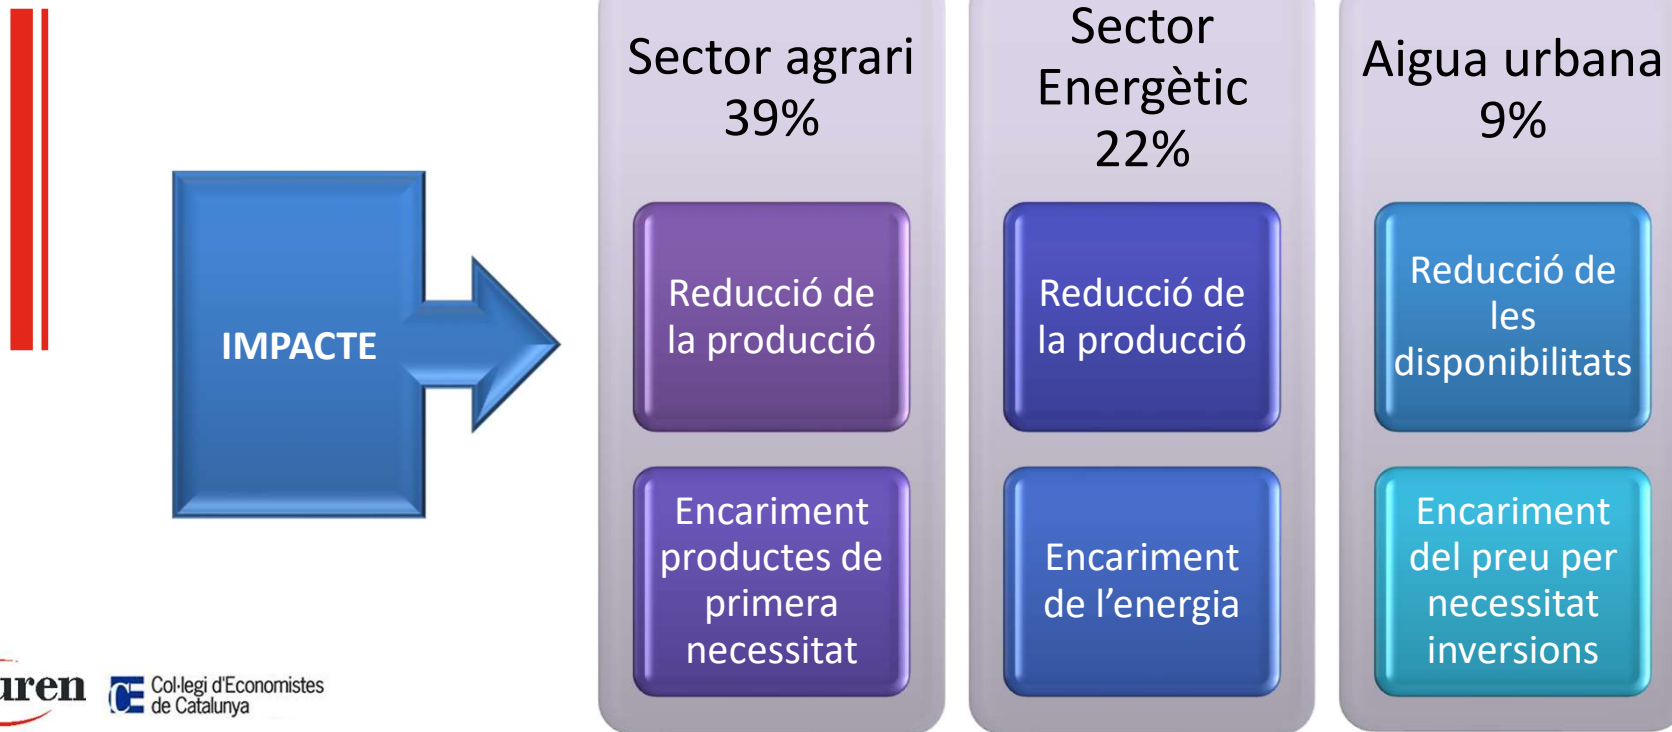 IMPACTE
Sector agrari
39%
Reducció de
la producció
Encariment
productes de
primera
necessitat
Sector
Energètic
22%
Reducció de
la producció
Encariment
de l’energia
Aigua urbana
9%
Reducció de
les
disponibilitats
Encariment
del preu per
necessitat
inversions
CE
Col·legi d'Economistes
de Catalunya